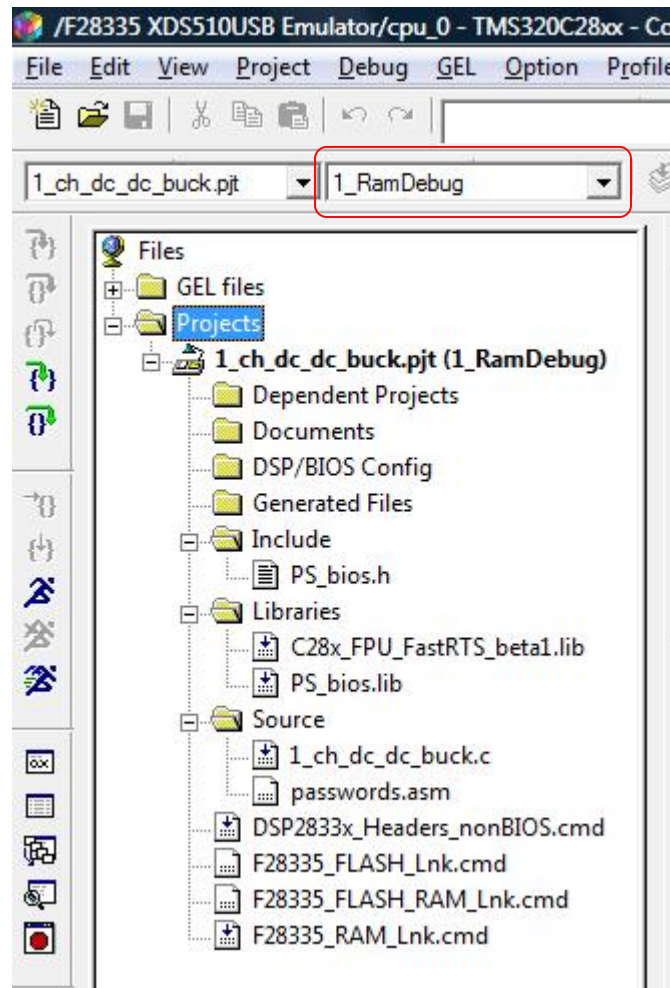 /F28335 XDS510USB Emulator/cpu_0 - TMS320C28xx - Co
File Edit View Project Debug GEL Option Profile
1_ch_dc_dc_buck.pjt 1_RamDebug
Files
GEL files
Projects
1_ch_dc_dc_buck.pjt (1_RamDebug)
Dependent Projects
Documents
DSP/BIOS Config
Generated Files
Include
PS_bios.h
Libraries
C28x_FPU_FastRTS_beta1.lib
PS_bios.lib
Source
1_ch_dc_dc_buck.c
passwords.asm
DSP2833x_Headers_nonBIOS.cmd
F28335_FLASH_Lnk.cmd
F28335_FLASH_RAM_Lnk.cmd
F28335_RAM_Lnk.cmd